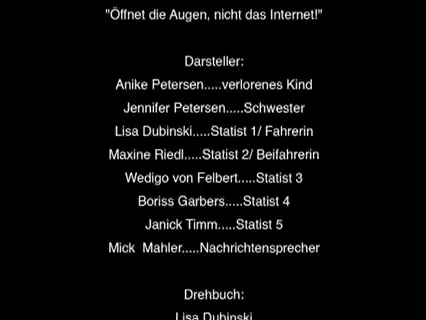 "Öffnet die Augen, nicht das Internet!"
Darsteller:
Anike Petersen.....verlorenes Kind
Jennifer Petersen.....Schwester
Lisa Dubinski.....Statist 1/ Fahrerin
Maxine Riedl.....Statist 2/ Beifahrerin
Wedigo von Felbert.....Statist 3
Boriss Garbers.....Statist 4
Janick Timm.....Statist 5
Mick  Mahler.....Nachrichtensprecher
Drehbuch:
Lisa Dubinski